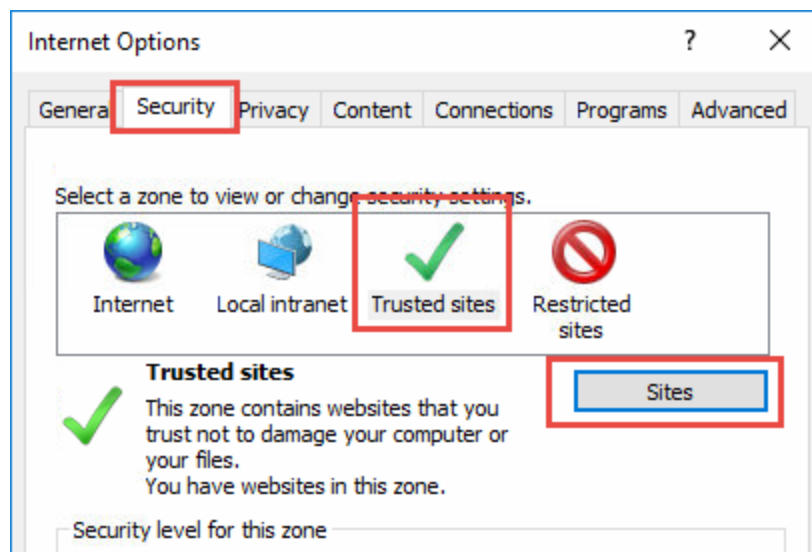 Internet Options ?
General Security Privacy Content Connections Programs Advanced
Select a zone to view or change security settings.
Internet Local intranet Trusted sites Restricted
sites
Trusted sites
Sites
This zone contains websites that you
trust not to damage your computer or
your files.
You have websites in this zone.
Security level for this zone